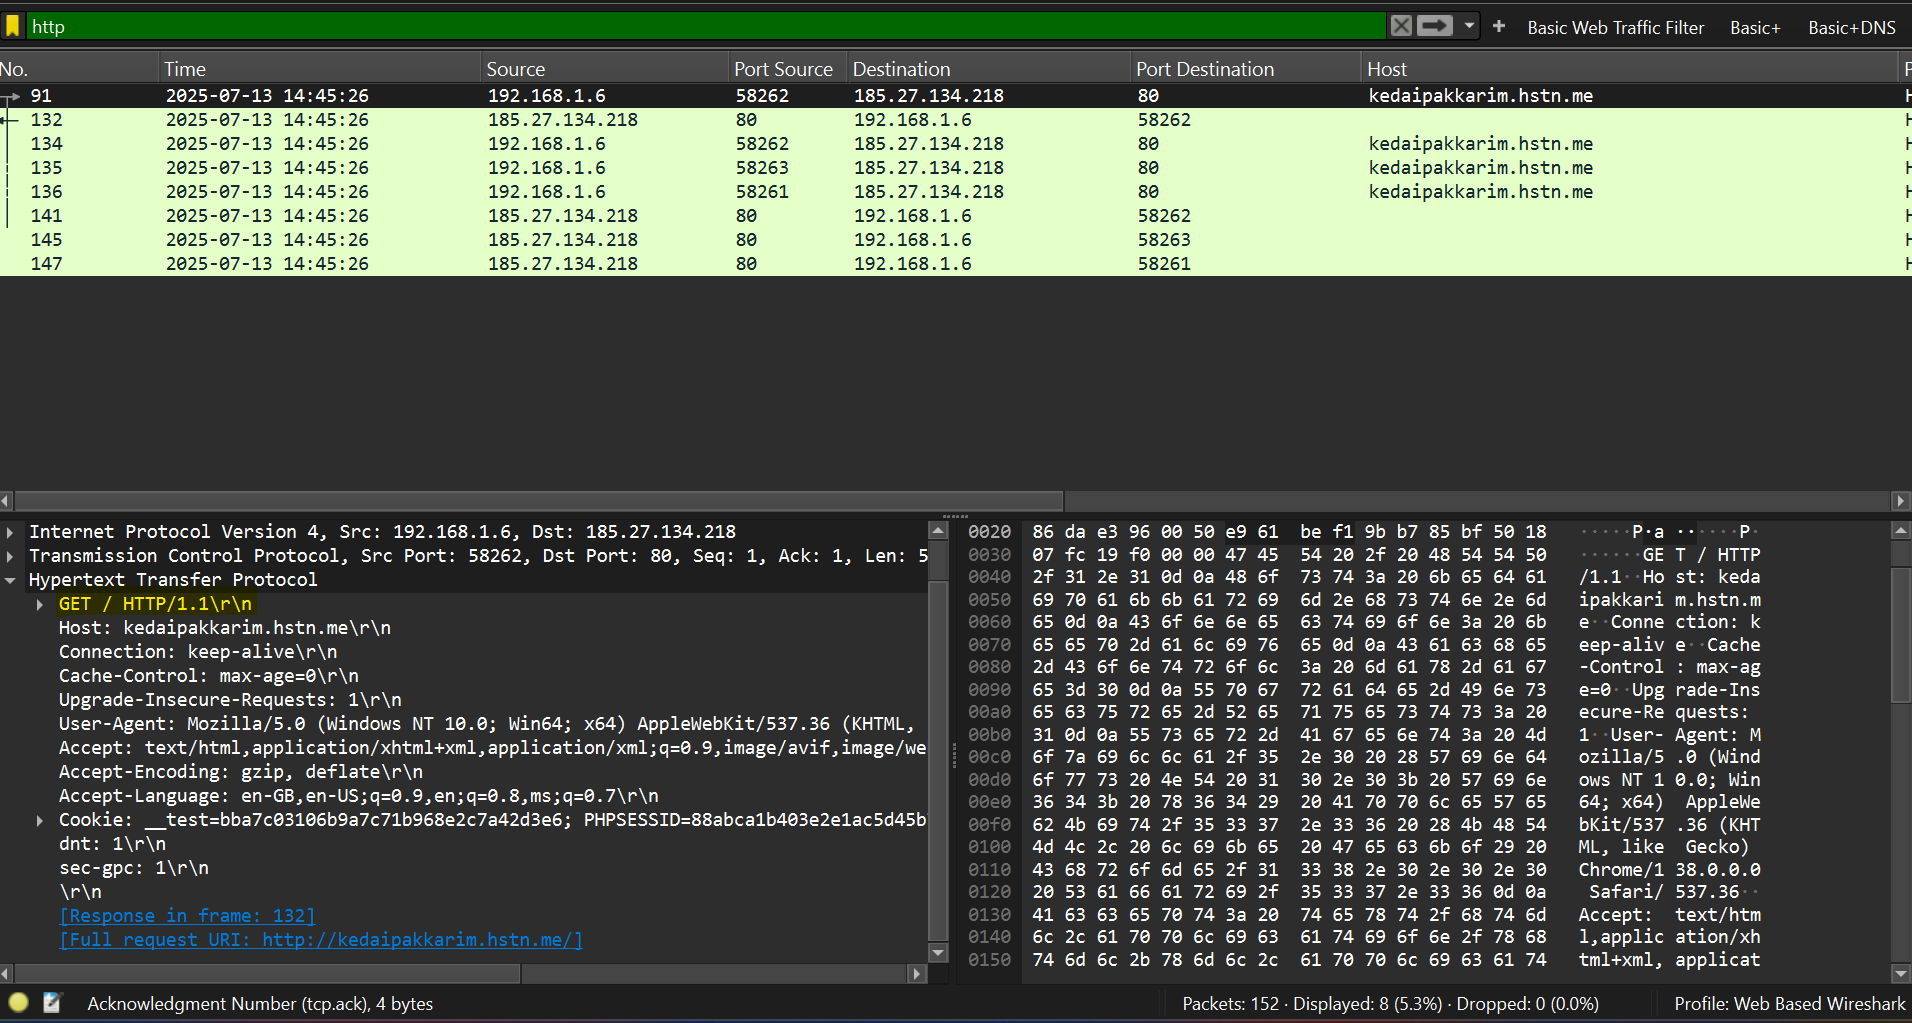 http + Basic Web Traffic Filter Basic+ Basic+DNS
No. Time Source Port Source Destination Port Destination Host
91 2025-07-13 14:45:26 192.168.1.6 58262 185.27.134.218 80 kedaipakkarim.hstn.me H
132 2025-07-13 14:45:26 185.27.134.218 80 192.168.1.6 58262 H
134 2025-07-13 14:45:26 192.168.1.6 58262 185.27.134.218 80 kedaipakkarim.hstn.me H
135 2025-07-13 14:45:26 192.168.1.6 58263 185.27.134.218 80 kedaipakkarim.hstn.me H
136 2025-07-13 14:45:26 192.168.1.6 58261 185.27.134.218 80 kedaipakkarim.hstn.me H
141 2025-07-13 14:45:26 185.27.134.218 80 192.168.1.6 58262 H
145 2025-07-13 14:45:26 185.27.134.218 80 192.168.1.6 58263 H
147 2025-07-13 14:45:26 185.27.134.218 80 192.168.1.6 58261 H
Internet Protocol Version 4, Src: 192.168.1.6, Dst: 185.27.134.218
Transmission Control Protocol, Src Port: 58262, Dst Port: 80, Seq: 1, Ack: 1, Len: 5
Hypertext Transfer Protocol
GET / HTTP/1.1\r\n
Host: kedaipakkarim.hstn.me\r\n
Connection: keep-alive\r\n
Cache-Control: max-age=0\r\n
Upgrade-Insecure-Requests: 1\r\n
User-Agent: Mozilla/5.0 (Windows NT 10.0; Win64; x64) AppleWebKit/537.36 (KHTML,
Accept: text/html,application/xhtml+xml,application/xml;q=0.9,image/avif,image/we
Accept-Encoding: gzip, deflate\r\n
Accept-Language: en-GB,en-US;q=0.9,en;q=0.8,ms;q=0.7\r\n
Cookie: __test=bba7c03106b9a7c71b968e2c7a42d3e6; PHPSESSID=88abca1b403e2e1ac5d45b
dnt: 1\r\n
sec-gpc: 1\r\n
\r\n
[Response in frame: 132]
[Full request URI: http://kedaipakkarim.hstn.me/]
0020 86 da e3 96 00 50 e9 61 be f1 9b b7 85 bf 50 18 ·····P·a ······P·
0030 07 fc 19 f0 00 00 47 45 54 20 2f 20 48 54 54 50 ······GE T / HTTP
0040 2f 31 2e 31 0d 0a 48 6f 73 74 3a 20 6b 65 64 61 /1.1··Ho st: keda
0050 69 70 61 6b 6b 61 72 69 6d 2e 68 73 74 6e 2e 6d ipakkari m.hstn.m
0060 65 0d 0a 43 6f 6e 6e 65 63 74 69 6f 6e 3a 20 6b e··Conne ction: k
0070 65 65 70 2d 61 6c 69 76 65 0d 0a 43 61 63 68 65 eep-aliv e··Cache
0080 2d 43 6f 6e 74 72 6f 6c 3a 20 6d 61 78 2d 61 67 -Control : max-ag
0090 65 3d 30 0d 0a 55 70 67 72 61 64 65 2d 49 6e 73 e=0··Upg rade-Ins
00a0 65 63 75 72 65 2d 52 65 71 75 65 73 74 73 3a 20 ecure-Re quests:
00b0 31 0d 0a 55 73 65 72 2d 41 67 65 6e 74 3a 20 4d 1··User- Agent: M
00c0 6f 7a 69 6c 6c 61 2f 35 2e 30 20 28 57 69 6e 64 ozilla/5 .0 (Wind
00d0 6f 77 73 20 4e 54 20 31 30 2e 30 3b 20 57 69 6e ows NT 1 0.0; Win
00e0 36 34 3b 20 78 36 34 29 20 41 70 70 6c 65 57 65 64; x64) AppleWe
00f0 62 4b 69 74 2f 35 33 37 2e 33 36 20 28 4b 48 54 bKit/537 .36 (KHT
0100 4d 4c 2c 20 6c 69 6b 65 20 47 65 63 6b 6f 29 20 ML, like Gecko)
0110 43 68 72 6f 6d 65 2f 31 33 38 2e 30 2e 30 2e 30 Chrome/1 38.0.0.0
0120 20 53 61 66 61 72 69 2f 35 33 37 2e 33 36 0d 0a Safari/ 537.36··
0130 41 63 63 65 70 74 3a 20 74 65 78 74 2f 68 74 6d Accept: text/htm
0140 6c 2c 61 70 70 6c 69 63 61 74 69 6f 6e 2f 78 68 l,applic ation/xh
0150 74 6d 6c 2b 78 6d 6c 2c 61 70 70 6c 69 63 61 74 tml+xml, applicat
Acknowledgment Number (tcp.ack), 4 bytes Packets: 152 · Displayed: 8 (5.3%) · Dropped: 0 (0.0%) Profile: Web Based Wireshark